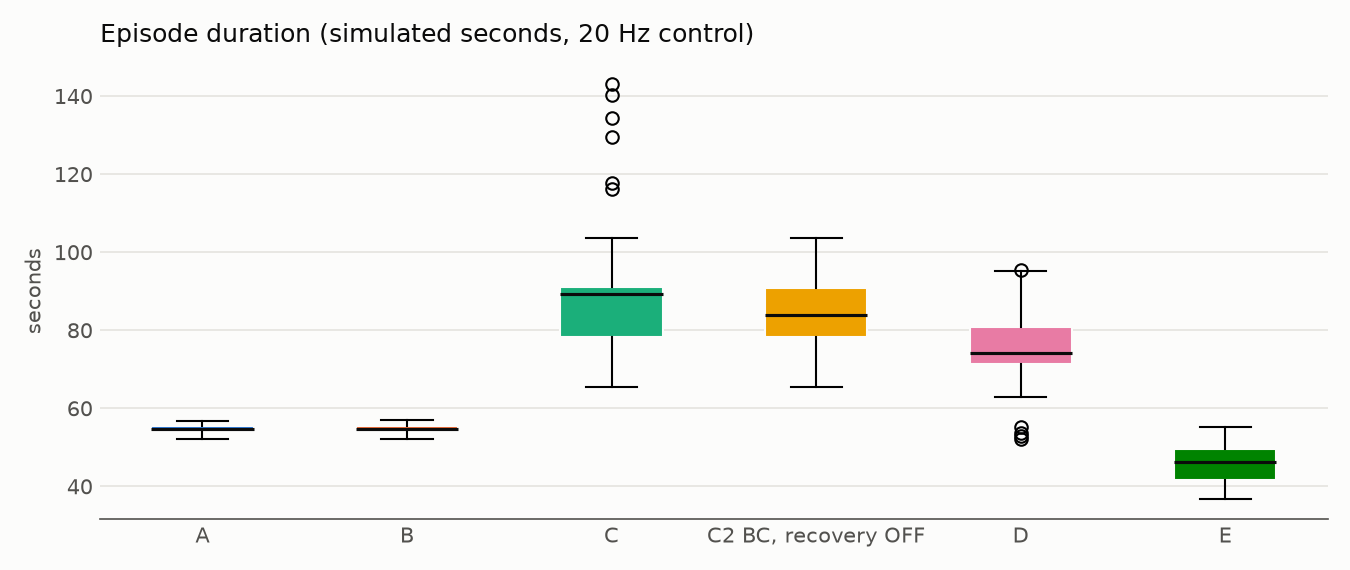 Episode duration (simulated seconds, 20 Hz control)
seconds
140
120
100
80
60
40
A B C C2 BC, recovery OFF D E